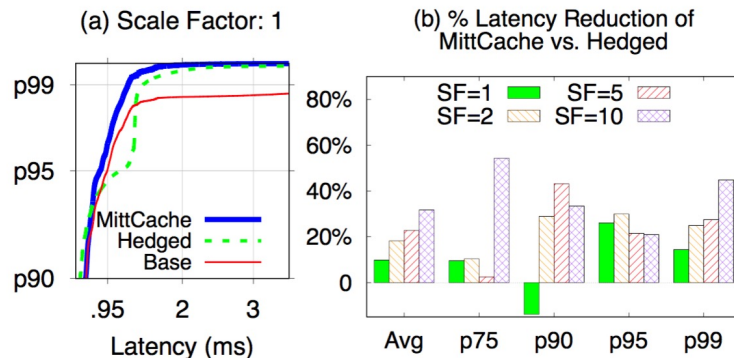 (a) Scale Factor: 1
p99
p95
p90
MittCache
Hedged
Base
.95 2 3
Latency (ms)
(b) % Latency Reduction of
MittCache vs. Hedged
80%
60%
40%
20%
0
SF=1 SF=5
SF=2 SF=10
Avg p75 p90 p95 p99